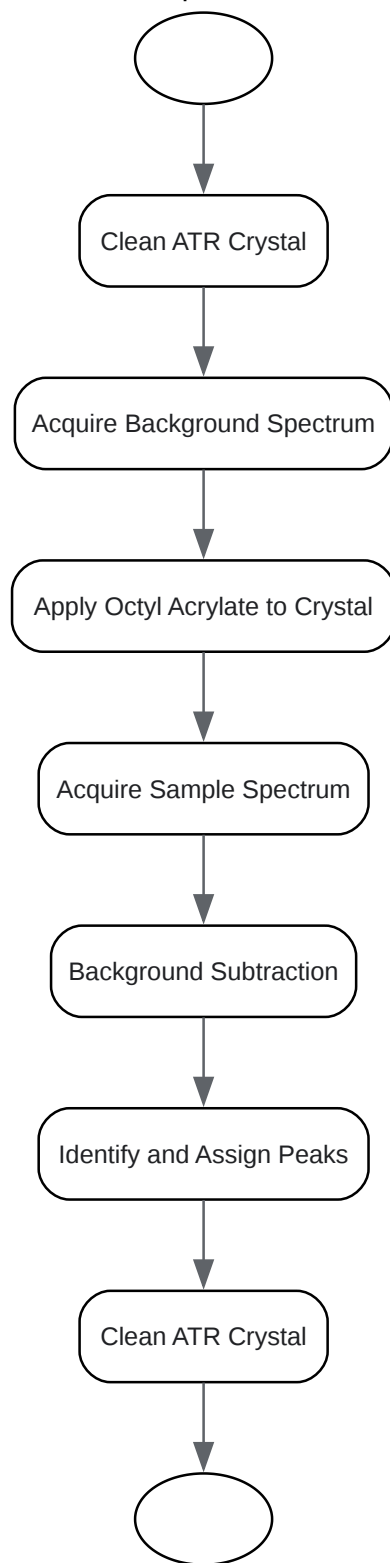 Clean ATR Crystal
Acquire Background Spectrum
Apply Octyl Acrylate to Crystal
Acquire Sample Spectrum
Background Subtraction
Identify and Assign Peaks
Clean ATR Crystal